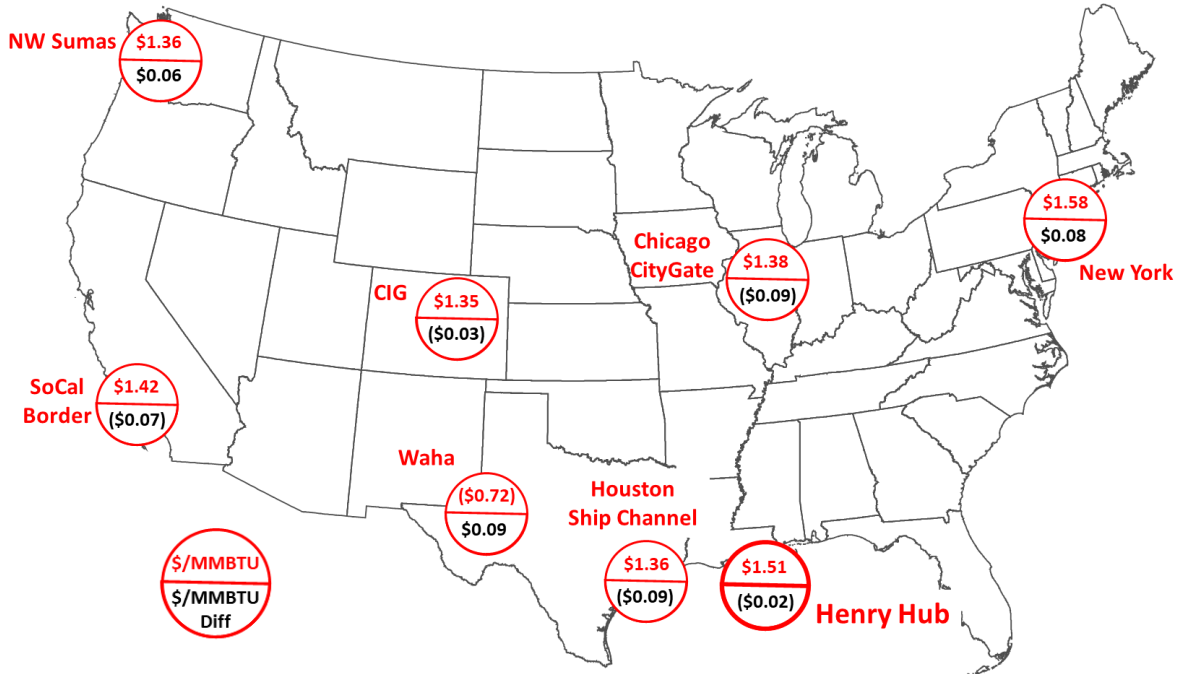 NW Sumas
$1.36
$0.06
$1.58
$0.08
New York
Chicago
CityGate
$1.38
($0.09)
CIG
$1.35
($0.03)
SoCal
Border
$1.42
($0.07)
Waha
($0.72)
$0.09
Houston
Ship Channel
$1.36
($0.09)
$1.51
($0.02)
Henry Hub
$/MMBTU
$/MMBTU
Diff